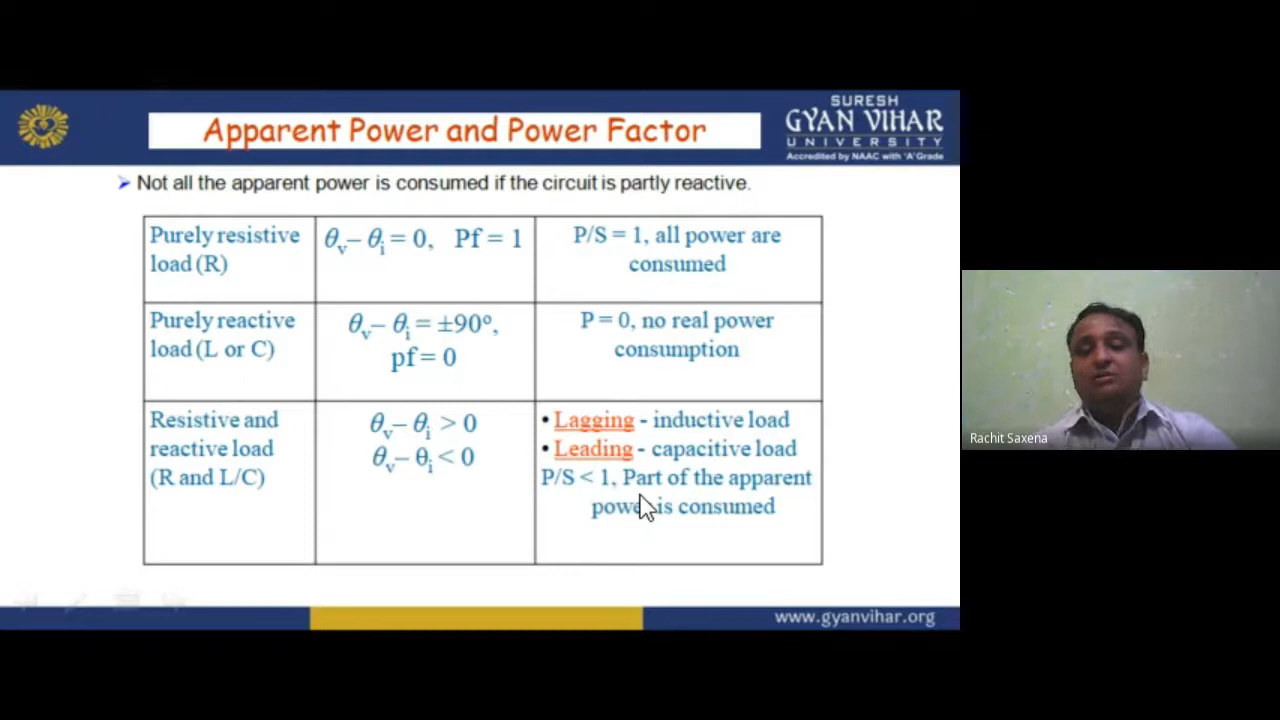 SURESH
GYAN VIHAR
UNIVERSITY
Accredited by NAAC with 'A' Grade
Apparent Power and Power Factor
➢ Not all the apparent power is consumed if the circuit is partly reactive.
Purely resistive
load (R)
θv – θi = 0, Pf = 1
P/S = 1, all power are
consumed
Purely reactive
load (L or C)
θv – θi = ±90º,
pf = 0
P = 0, no real power
consumption
Resistive and
reactive load
(R and L/C)
θv – θi > 0
θv – θi < 0
• Lagging - inductive load
• Leading - capacitive load
P/S < 1, Part of the apparent
power is consumed
Rachit Saxena
www.gyanvihar.org